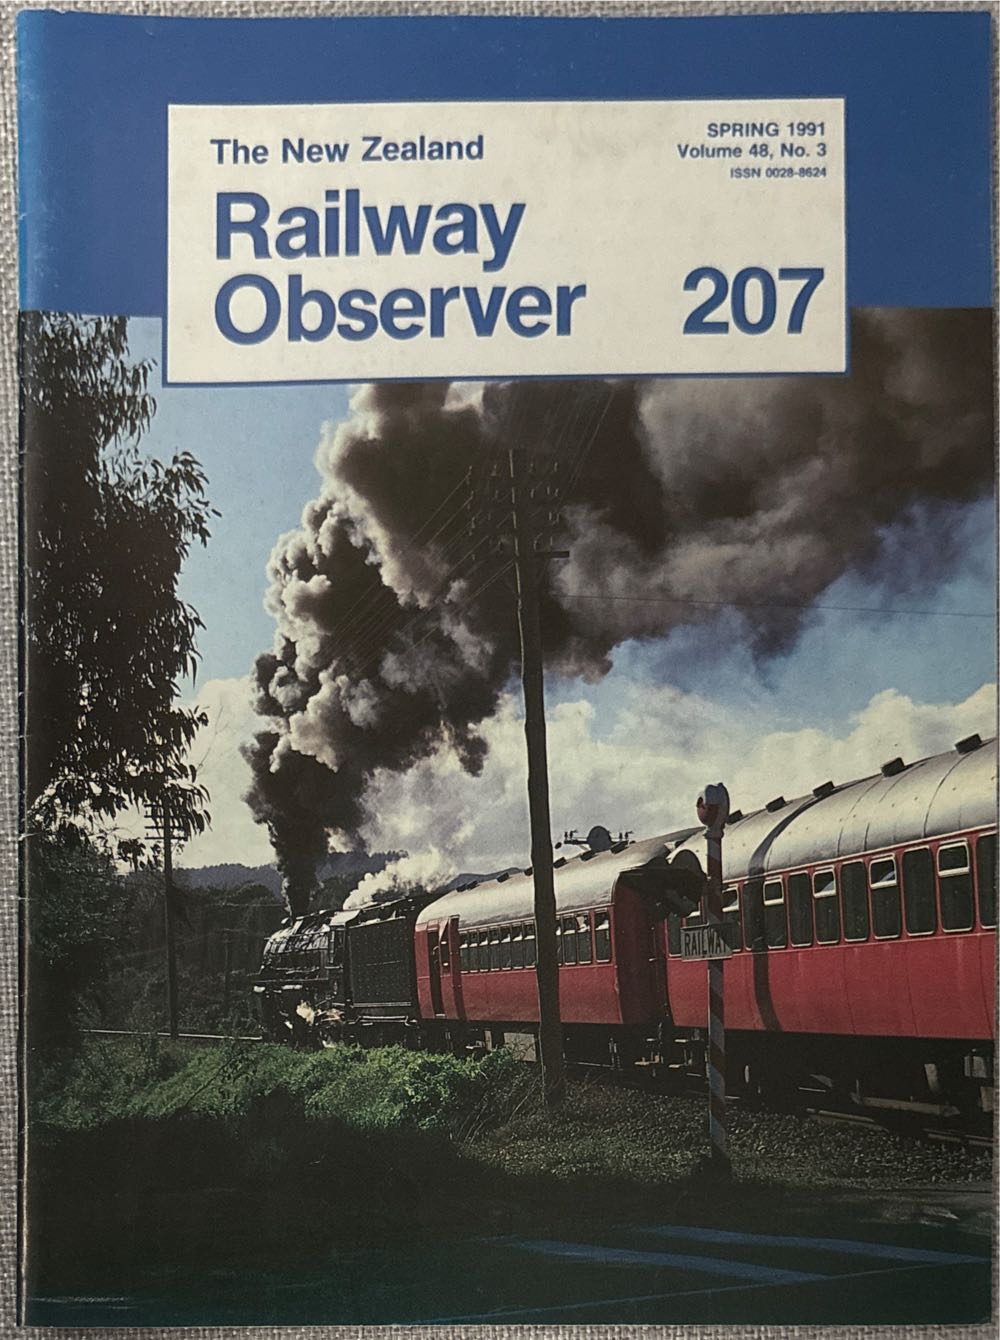 The New Zealand
Railway
Observer
SPRING 1991
Volume 48, No. 3
ISSN 0028-8624
207
RAILWAY